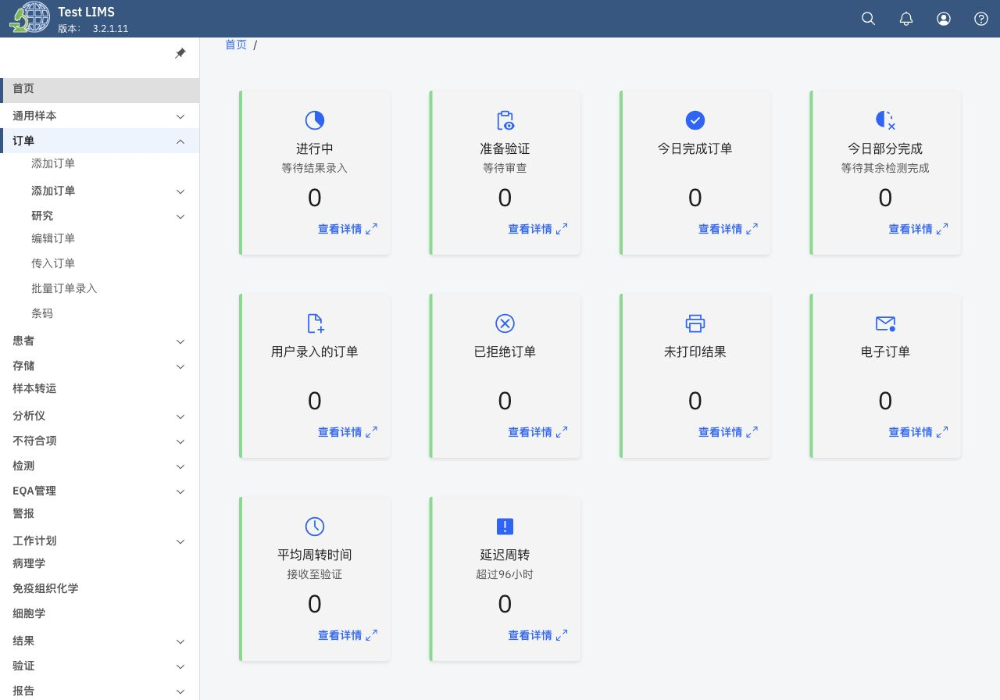 Test LIMS
版本： 3.2.1.11
首页 /
首页
通用样本
订单
添加订单
添加订单
研究
编辑订单
传入订单
批量订单录入
条码
患者
存储
样本转运
分析仪
不符合项
检测
EQA管理
警报
工作计划
病理学
免疫组织化学
细胞学
结果
验证
报告
进行中
等待结果录入
0
查看详情
准备验证
等待审查
0
查看详情
今日完成订单
0
查看详情
今日部分完成
等待其余检测完成
0
查看详情
用户录入的订单
0
查看详情
已拒绝订单
0
查看详情
未打印结果
0
查看详情
电子订单
0
查看详情
平均周转时间
接收至验证
0
查看详情
延迟周转
超过96小时
0
查看详情